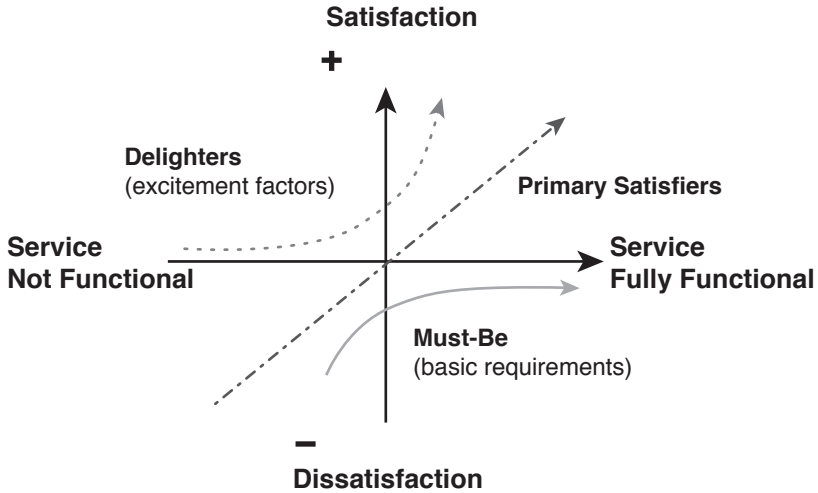 Satisfaction
+
Delighters
(excitement factors)
Primary Satisfiers
Service
Not Functional
Service
Fully Functional
Must-Be
(basic requirements)
−
Dissatisfaction